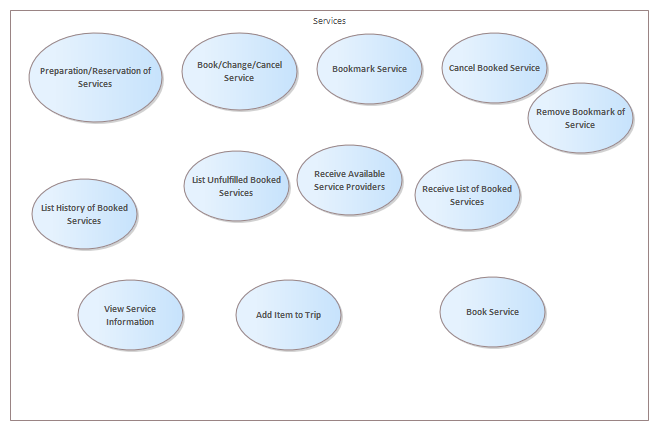 Services
Preparation/Reservation of
Services
Book/Change/Cancel
Service
Bookmark Service
Cancel Booked Service
Remove Bookmark of
Service
List History of Booked
Services
List Unfulfilled Booked
Services
Receive Available
Service Providers
Receive List of Booked
Services
View Service
Information
Add Item to Trip
Book Service